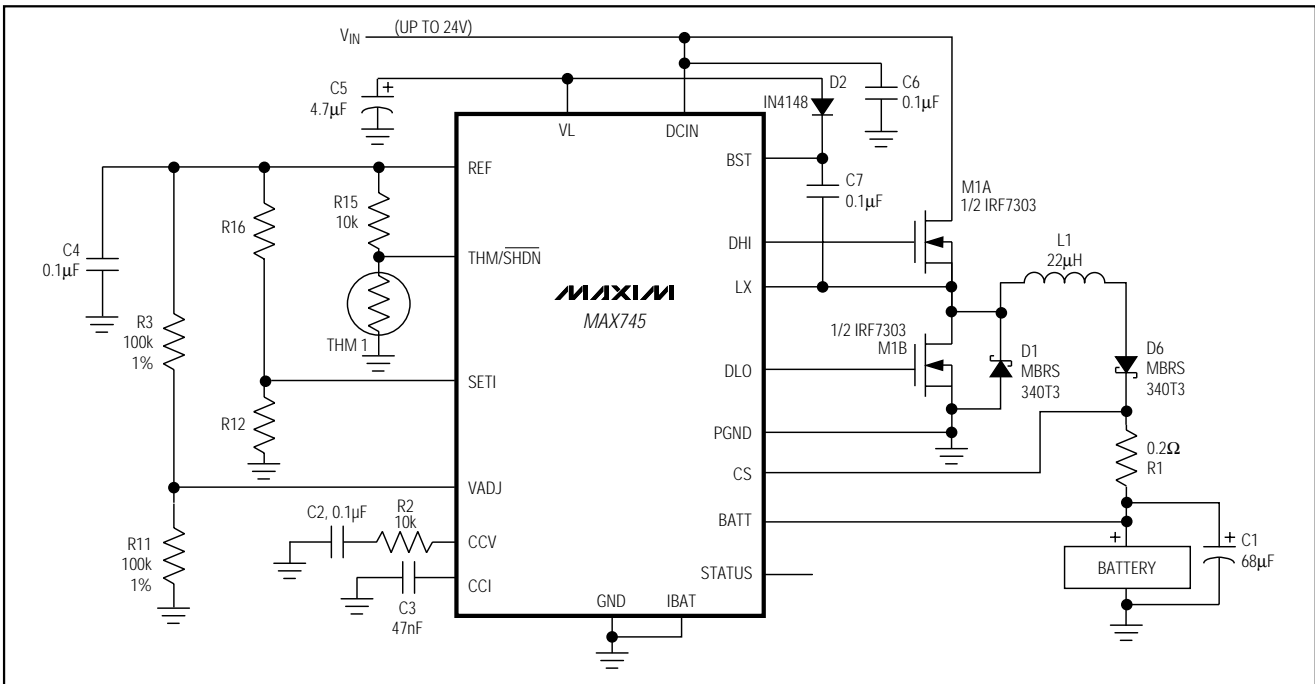 VIN (UP TO 24V)
C5
4.7µF
D2
IN4148
C6
0.1µF
VL
DCIN
REF
BST
R15
10k
C7
0.1µF
M1A
1/2 IRF7303
R16
C4
0.1µF
THM/SHDN
DHI
L1
22µH
MAXIM
MAX745
LX
R3
100k
1%
THM 1
1/2 IRF7303
M1B
D1
MBRS
340T3
D6
MBRS
340T3
SETI
DLO
R12
PGND
0.2Ω
R1
CS
VADJ
C2, 0.1µF
R2
10k
BATT
R11
100k
1%
CCV
+
+
C1
68µF
STATUS
BATTERY
CCI
C3
47nF
GND
IBAT
+